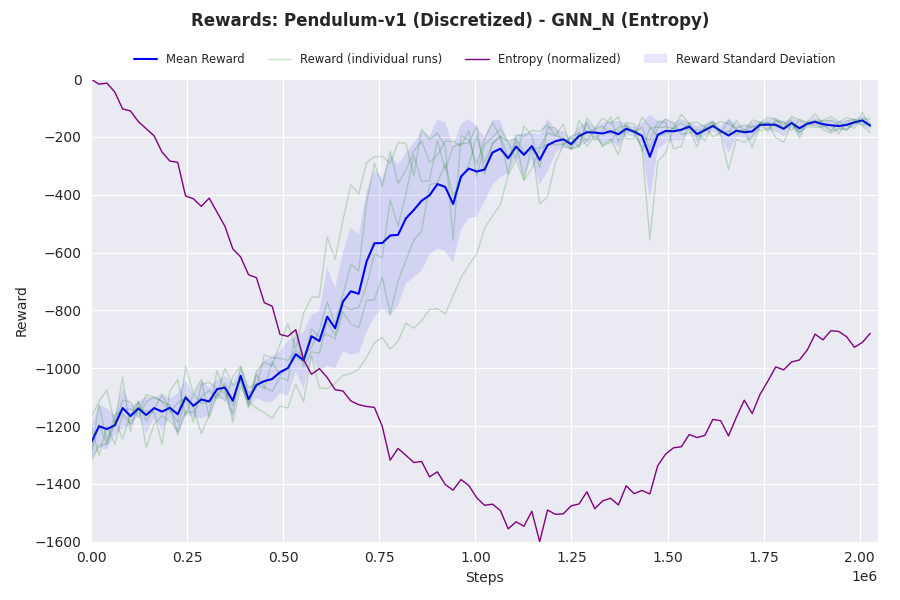 Rewards: Pendulum-v1 (Discretized) - GNN_N (Entropy)
Mean Reward Reward (individual runs) Entropy (normalized) Reward Standard Deviation
0
−200
−400
−600
−800
−1000
−1200
−1400
−1600
Reward
0.00 0.25 0.50 0.75 1.00 1.25 1.50 1.75 2.00
Steps
1e6